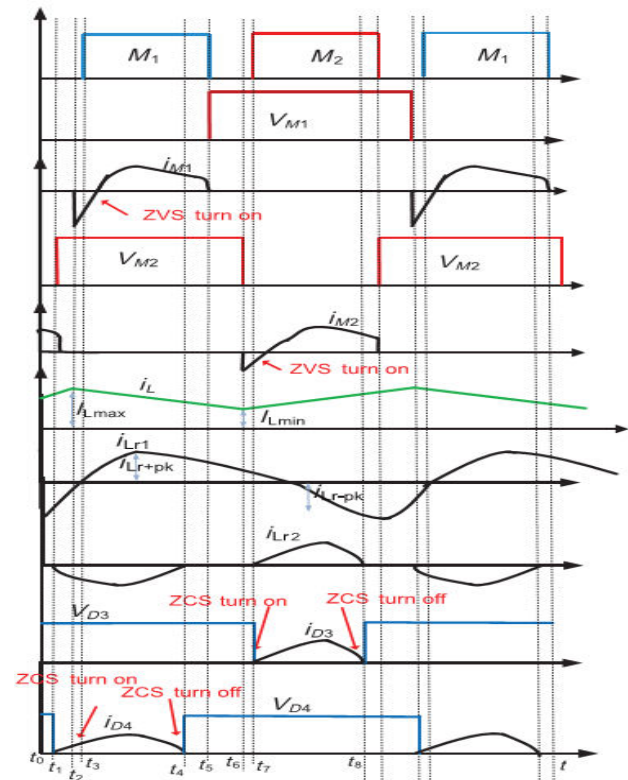 M1 M2 M1
VM1
iM1
ZVS turn on
VM2 VM2
iM2
ZVS turn on
iL
ILmax ILmin
iLr1
iLr+pk
iLr-pk
iLr2
VD3 ZCS turn on ZCS turn off
iD3
ZCS turn on ZCS turn off
VD4
iD4
t0 t1 t2 t3 t4 t5 t6 t7 t8 t